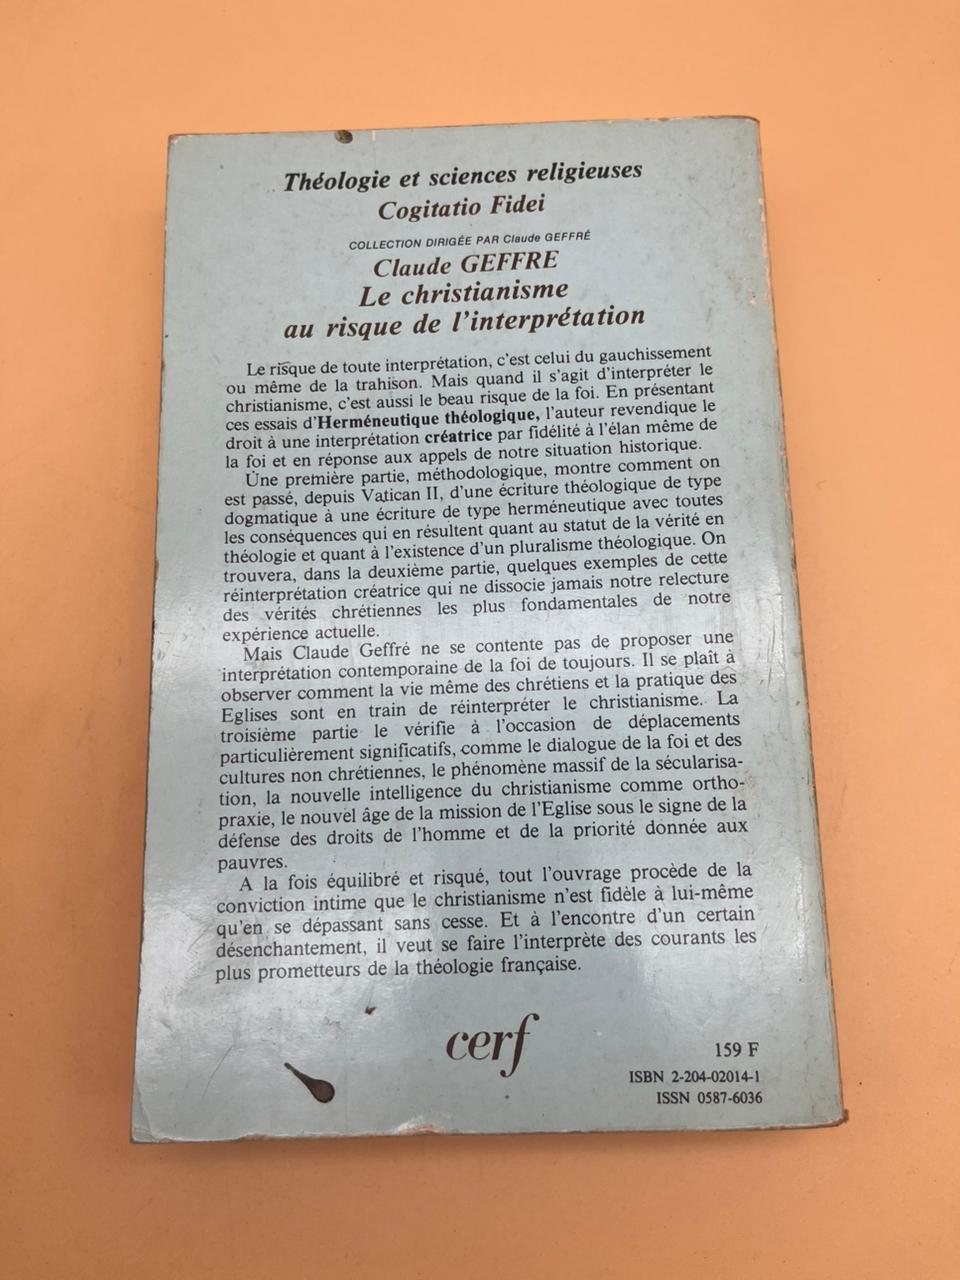 Théologie et sciences religieuses
Cogitatio Fidei
COLLECTION DIRIGÉE PAR Claude GEFFRÉ
Claude GEFFRE
Le christianisme
au risque de l'interprétation
Le risque de toute interprétation, c'est celui du gauchissement
ou même de la trahison. Mais quand il s'agit d'interpréter le
christianisme, c'est aussi le beau risque de la foi. En présentant
ces essais d'Herméneutique théologique, l'auteur revendique le
droit à une interprétation créatrice par fidélité à l'élan même de
la foi et en réponse aux appels de notre situation historique.
Une première partie, méthodologique, montre comment on
est passé, depuis Vatican II, d'une écriture théologique de type
dogmatique à une écriture de type herméneutique avec toutes
les conséquences qui en résultent quant au statut de la vérité en
théologie et quant à l'existence d'un pluralisme théologique. On
trouvera, dans la deuxième partie, quelques exemples de cette
réinterprétation créatrice qui ne dissocie jamais notre relecture
des vérités chrétiennes les plus fondamentales de notre
expérience actuelle.
Mais Claude Geffré ne se contente pas de proposer une
interprétation contemporaine de la foi de toujours. Il se plaît à
observer comment la vie même des chrétiens et la pratique des
Eglises sont en train de réinterpréter le christianisme. La
troisième partie le vérifie à l'occasion de déplacements
particulièrement significatifs, comme le dialogue de la foi et des
cultures non chrétiennes, le phénomène massif de la sécularisa-
tion, la nouvelle intelligence du christianisme comme ortho-
praxie, le nouvel âge de la mission de l'Eglise sous le signe de la
défense des droits de l'homme et de la priorité donnée aux
pauvres.
A la fois équilibré et risqué, tout l'ouvrage procède de la
conviction intime que le christianisme n'est fidèle à lui-même
qu'en se dépassant sans cesse. Et à l'encontre d'un certain
désenchantement, il veut se faire l'interprète des courants les
plus prometteurs de la théologie française.
cerf
159 F
ISBN 2-204-02014-1
ISSN 0587-6036